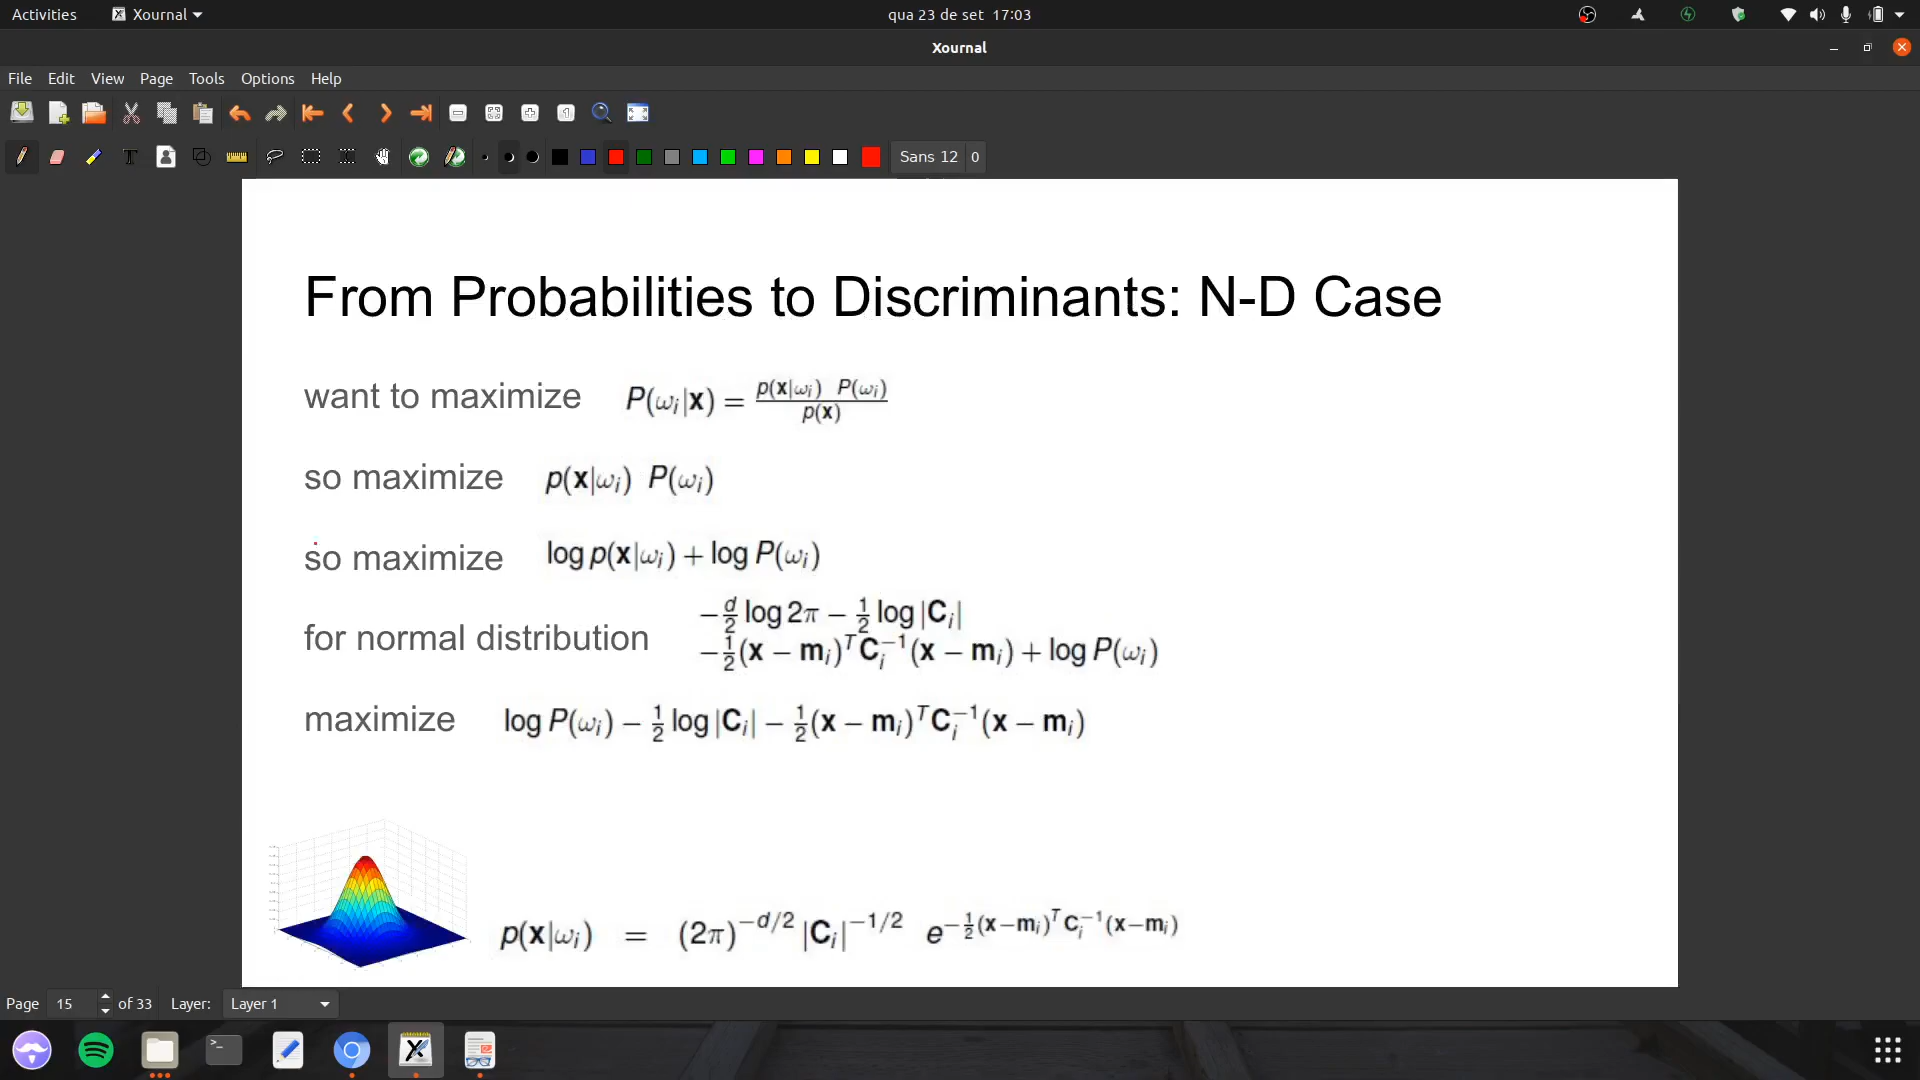 Activities Xournal qua 23 de set 17:03
Xournal
File Edit View Page Tools Options Help
Sans 12 0
From Probabilities to Discriminants: N-D Case
want to maximize P(ωᵢ|x) = p(x|ωᵢ) P(ωᵢ) / p(x)
so maximize p(x|ωᵢ) P(ωᵢ)
so maximize log p(x|ωᵢ) + log P(ωᵢ)
for normal distribution −d/2 log 2π − 1/2 log |Cᵢ|
−1/2 (x − mᵢ)ᵀ Cᵢ⁻¹ (x − mᵢ) + log P(ωᵢ)
maximize log P(ωᵢ) − 1/2 log |Cᵢ| − 1/2 (x − mᵢ)ᵀ Cᵢ⁻¹ (x − mᵢ)
p(x|ωᵢ) = (2π)^{−d/2} |Cᵢ|^{−1/2} e^{−1/2 (x−mᵢ)ᵀ Cᵢ⁻¹ (x−mᵢ)}
Page 15 of 33 Layer: Layer 1